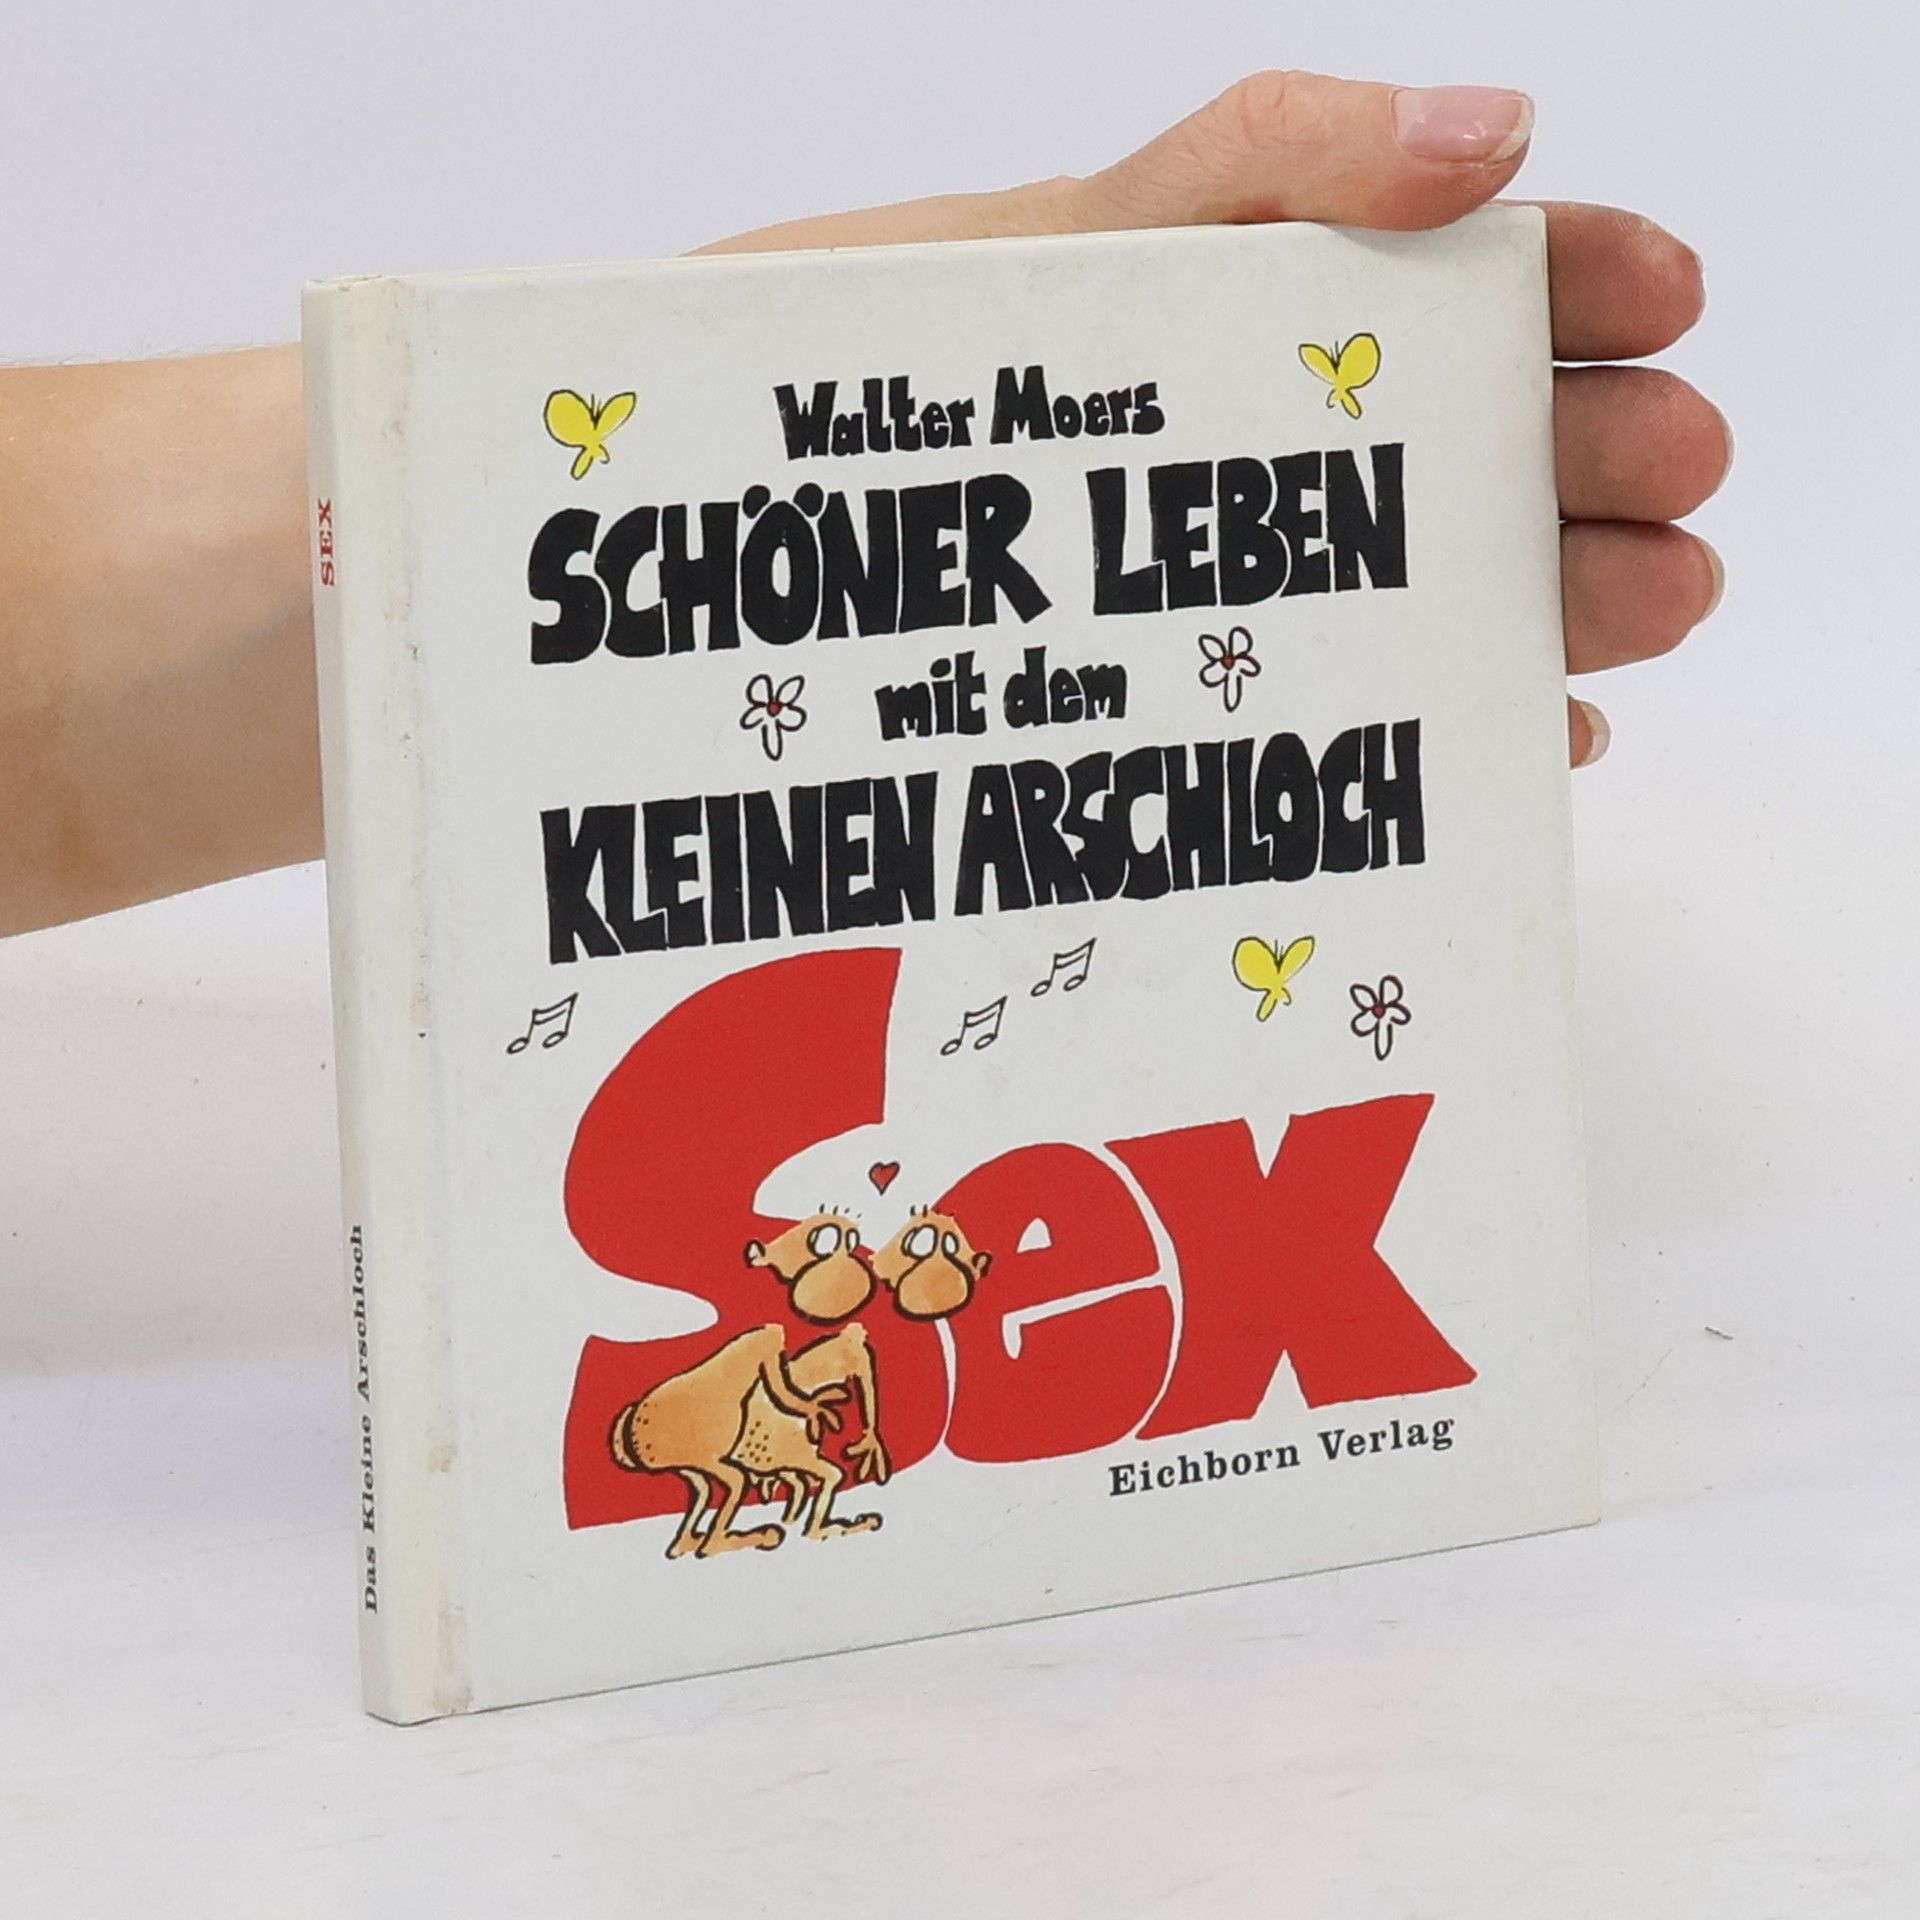 Walter Moers
SCHÖNER LEBEN
mit dem
KLEINEN ARSCHLOCH
Sex
Eichborn Verlag
SEX
Das Kleine Arschloch